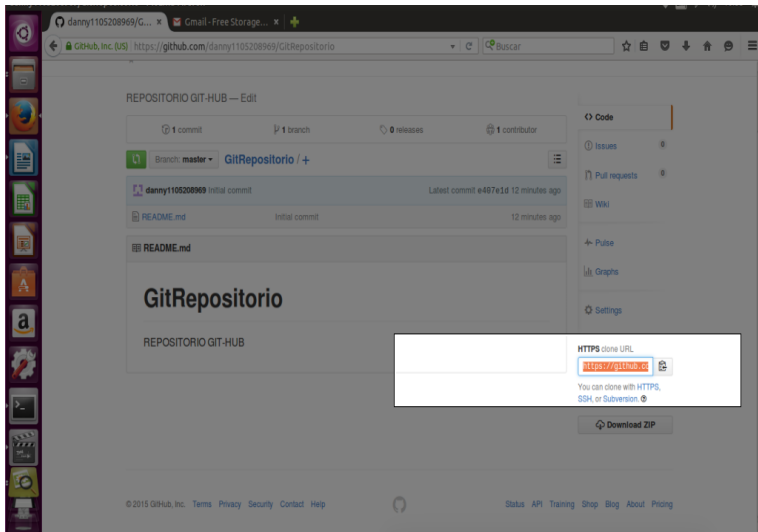 danny1105208969/G... ×
Gmail - Free Storage... ×
GitHub, Inc. (US) https://github.com/danny1105208969/GitRepositorio
Buscar
REPOSITORIO GIT-HUB — Edit
1 commit 1 branch 0 releases 1 contributor
Branch: master GitRepositorio / +
danny1105208969 Initial commit Latest commit e487e1d 12 minutes ago
README.md Initial commit 12 minutes ago
README.md
GitRepositorio
REPOSITORIO GIT-HUB
Code
Issues 0
Pull requests 0
Wiki
Pulse
Graphs
Settings
HTTPS clone URL
https://github.co
You can clone with HTTPS,
SSH, or Subversion.
Download ZIP
© 2015 GitHub, Inc. Terms Privacy Security Contact Help
Status API Training Shop Blog About Pricing